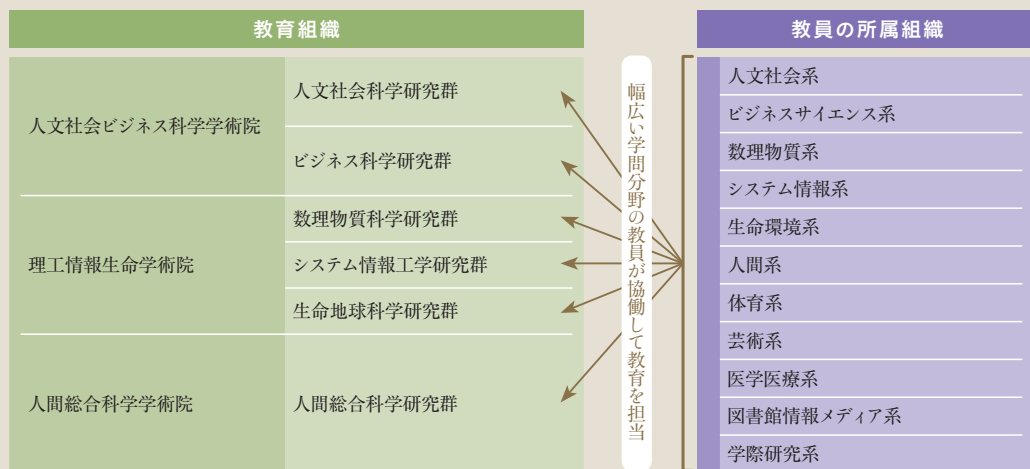 教育組織
人文社会ビジネス科学学術院
人文社会科学研究群
ビジネス科学研究群
理工情報生命学術院
数理物質科学研究群
システム情報工学研究群
生命地球科学研究群
人間総合科学学術院
人間総合科学研究群
幅広い学問分野の教員が協働して教育を担当
教員の所属組織
人文社会系
ビジネスサイエンス系
数理物質系
システム情報系
生命環境系
人間系
体育系
芸術系
医学医療系
図書館情報メディア系
学際研究系